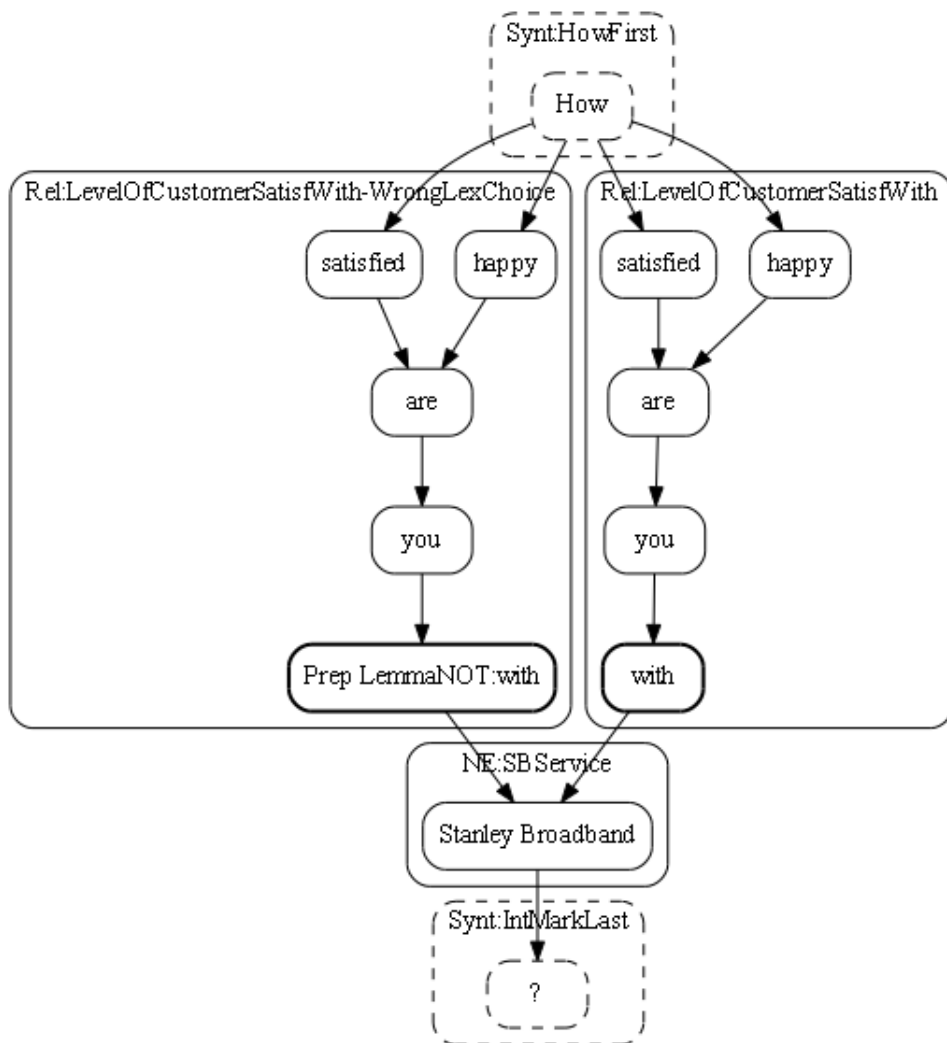 Synt:HowFirst
How
Rel:LevelOfCustomerSatisfWith-WrongLexChoice
Rel:LevelOfCustomerSatisfWith
satisfied
happy
satisfied
happy
are
are
you
you
Prep LemmaNOT:with
with
NE:SBService
Stanley Broadband
Synt:IntMarkLast
?